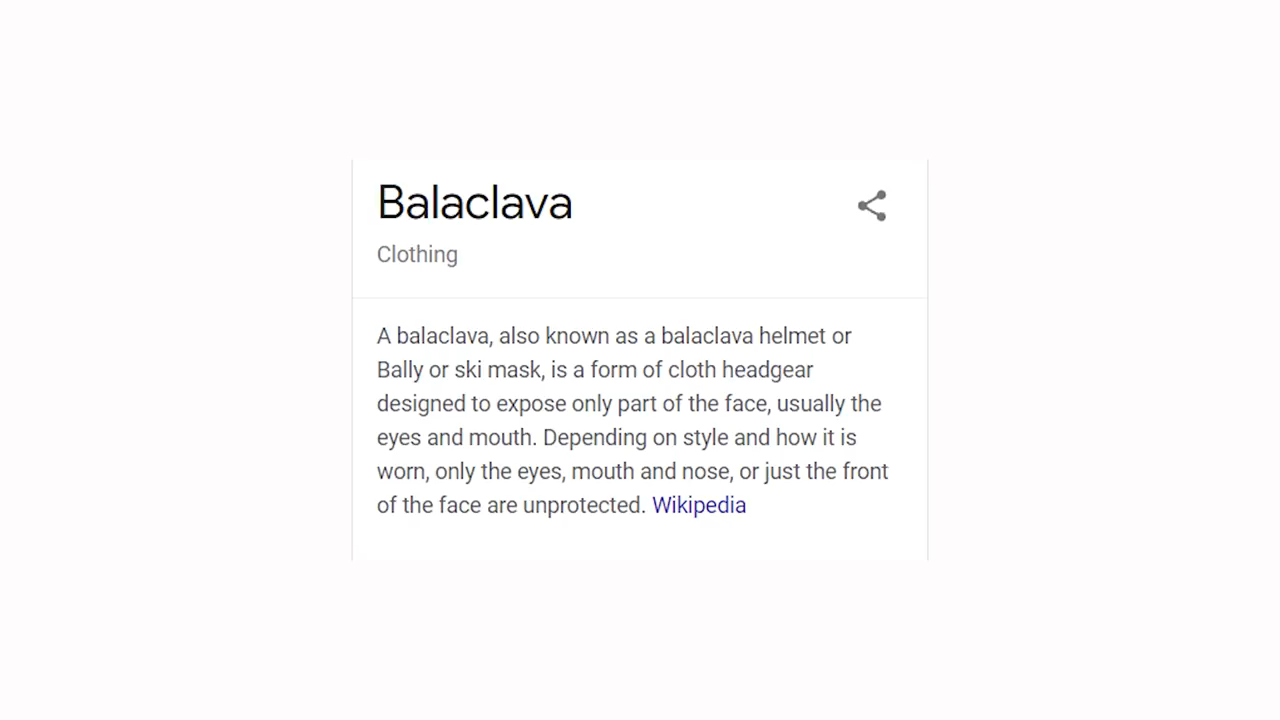 Balaclava
Clothing
A balaclava, also known as a balaclava helmet or
Bally or ski mask, is a form of cloth headgear
designed to expose only part of the face, usually the
eyes and mouth. Depending on style and how it is
worn, only the eyes, mouth and nose, or just the front
of the face are unprotected. Wikipedia